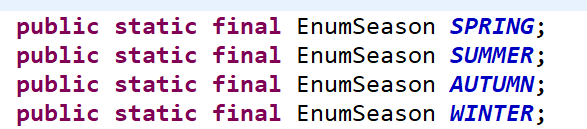 public static final EnumSeason SPRING;
public static final EnumSeason SUMMER;
public static final EnumSeason AUTUMN;
public static final EnumSeason WINTER;